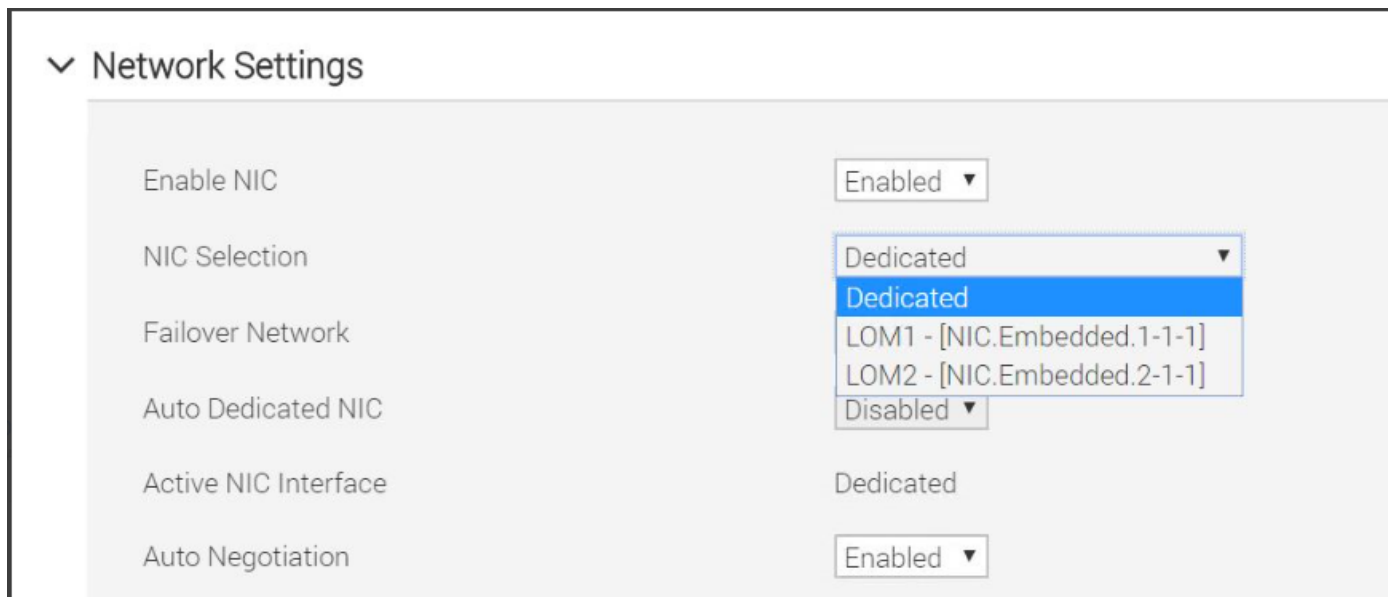 Network Settings
Enable NIC Enabled
NIC Selection Dedicated
Dedicated
Failover Network LOM1 - [NIC.Embedded.1-1-1]
LOM2 - [NIC.Embedded.2-1-1]
Auto Dedicated NIC Disabled
Active NIC Interface Dedicated
Auto Negotiation Enabled